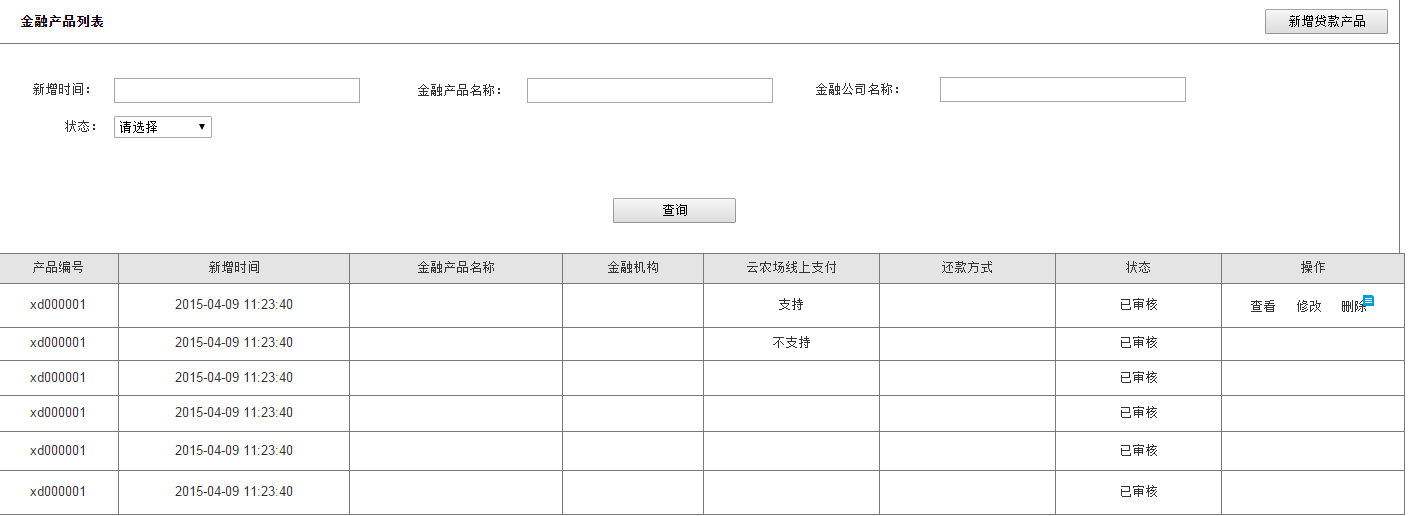 金融产品列表 新增贷款产品
新增时间： 金融产品名称： 金融公司名称：
状态： 请选择
查询
产品编号 新增时间 金融产品名称 金融机构 云农场线上支付 还款方式 状态 操作
xd000001 2015-04-09 11:23:40 支持 已审核 查看 修改 删除
xd000001 2015-04-09 11:23:40 不支持 已审核
xd000001 2015-04-09 11:23:40 已审核
xd000001 2015-04-09 11:23:40 已审核
xd000001 2015-04-09 11:23:40 已审核
xd000001 2015-04-09 11:23:40 已审核